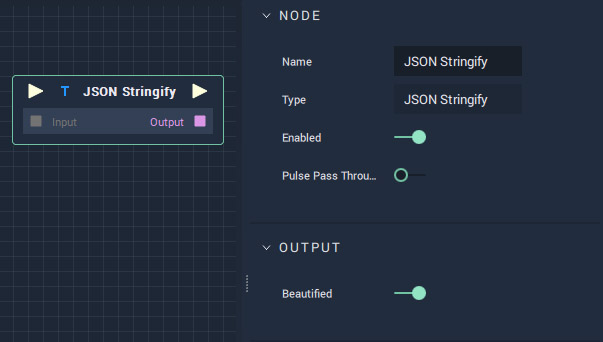 T JSON Stringify
Input Output
NODE
Name JSON Stringify
Type JSON Stringify
Enabled
Pulse Pass Throu...
OUTPUT
Beautified